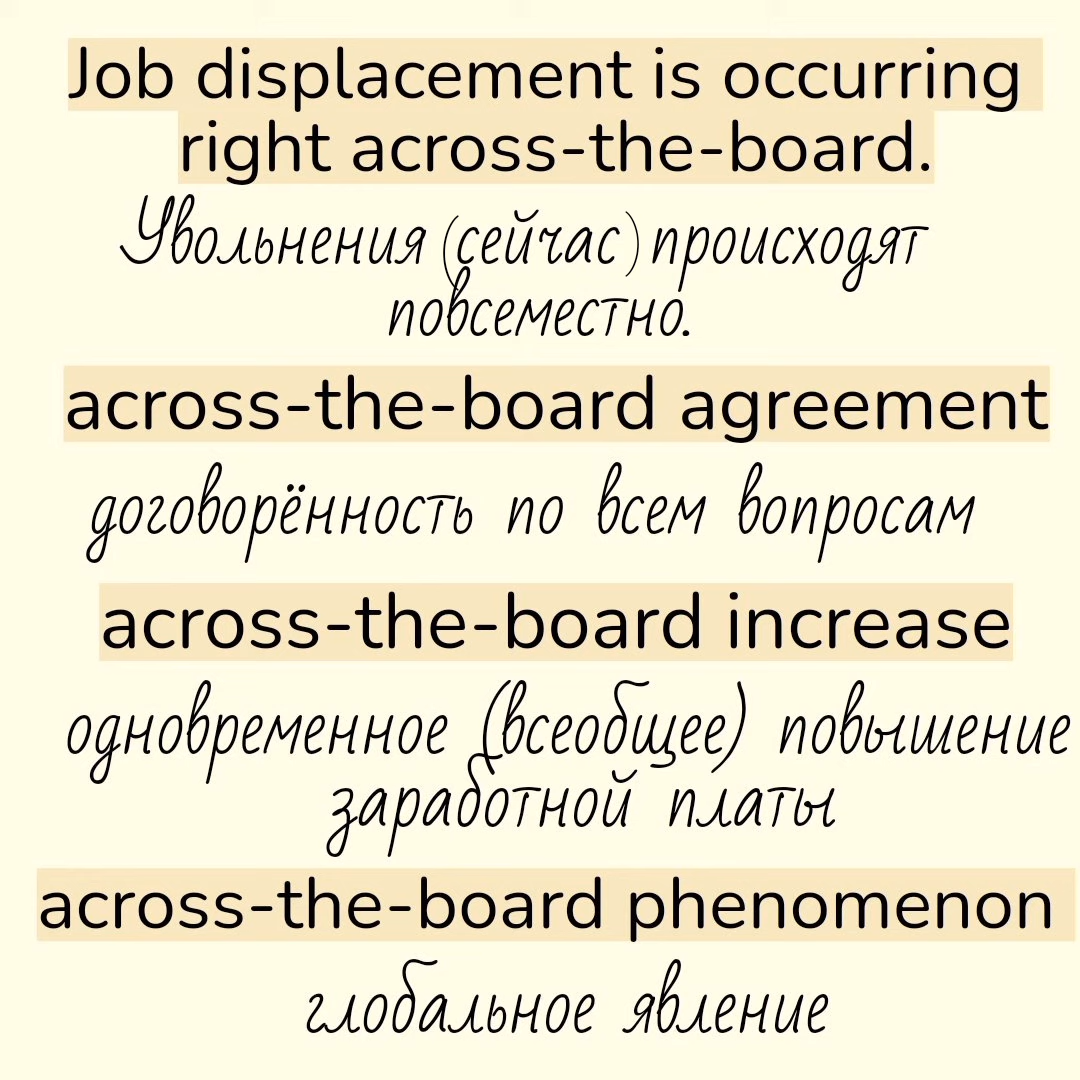 Job displacement is occurring
right across-the-board.
Увольнения (сейчас) происходят
повсеместно.
across-the-board agreement
договорённость по всем вопросам
across-the-board increase
одновременное (всеобщее) повышение
заработной платы
across-the-board phenomenon
глобальное явление